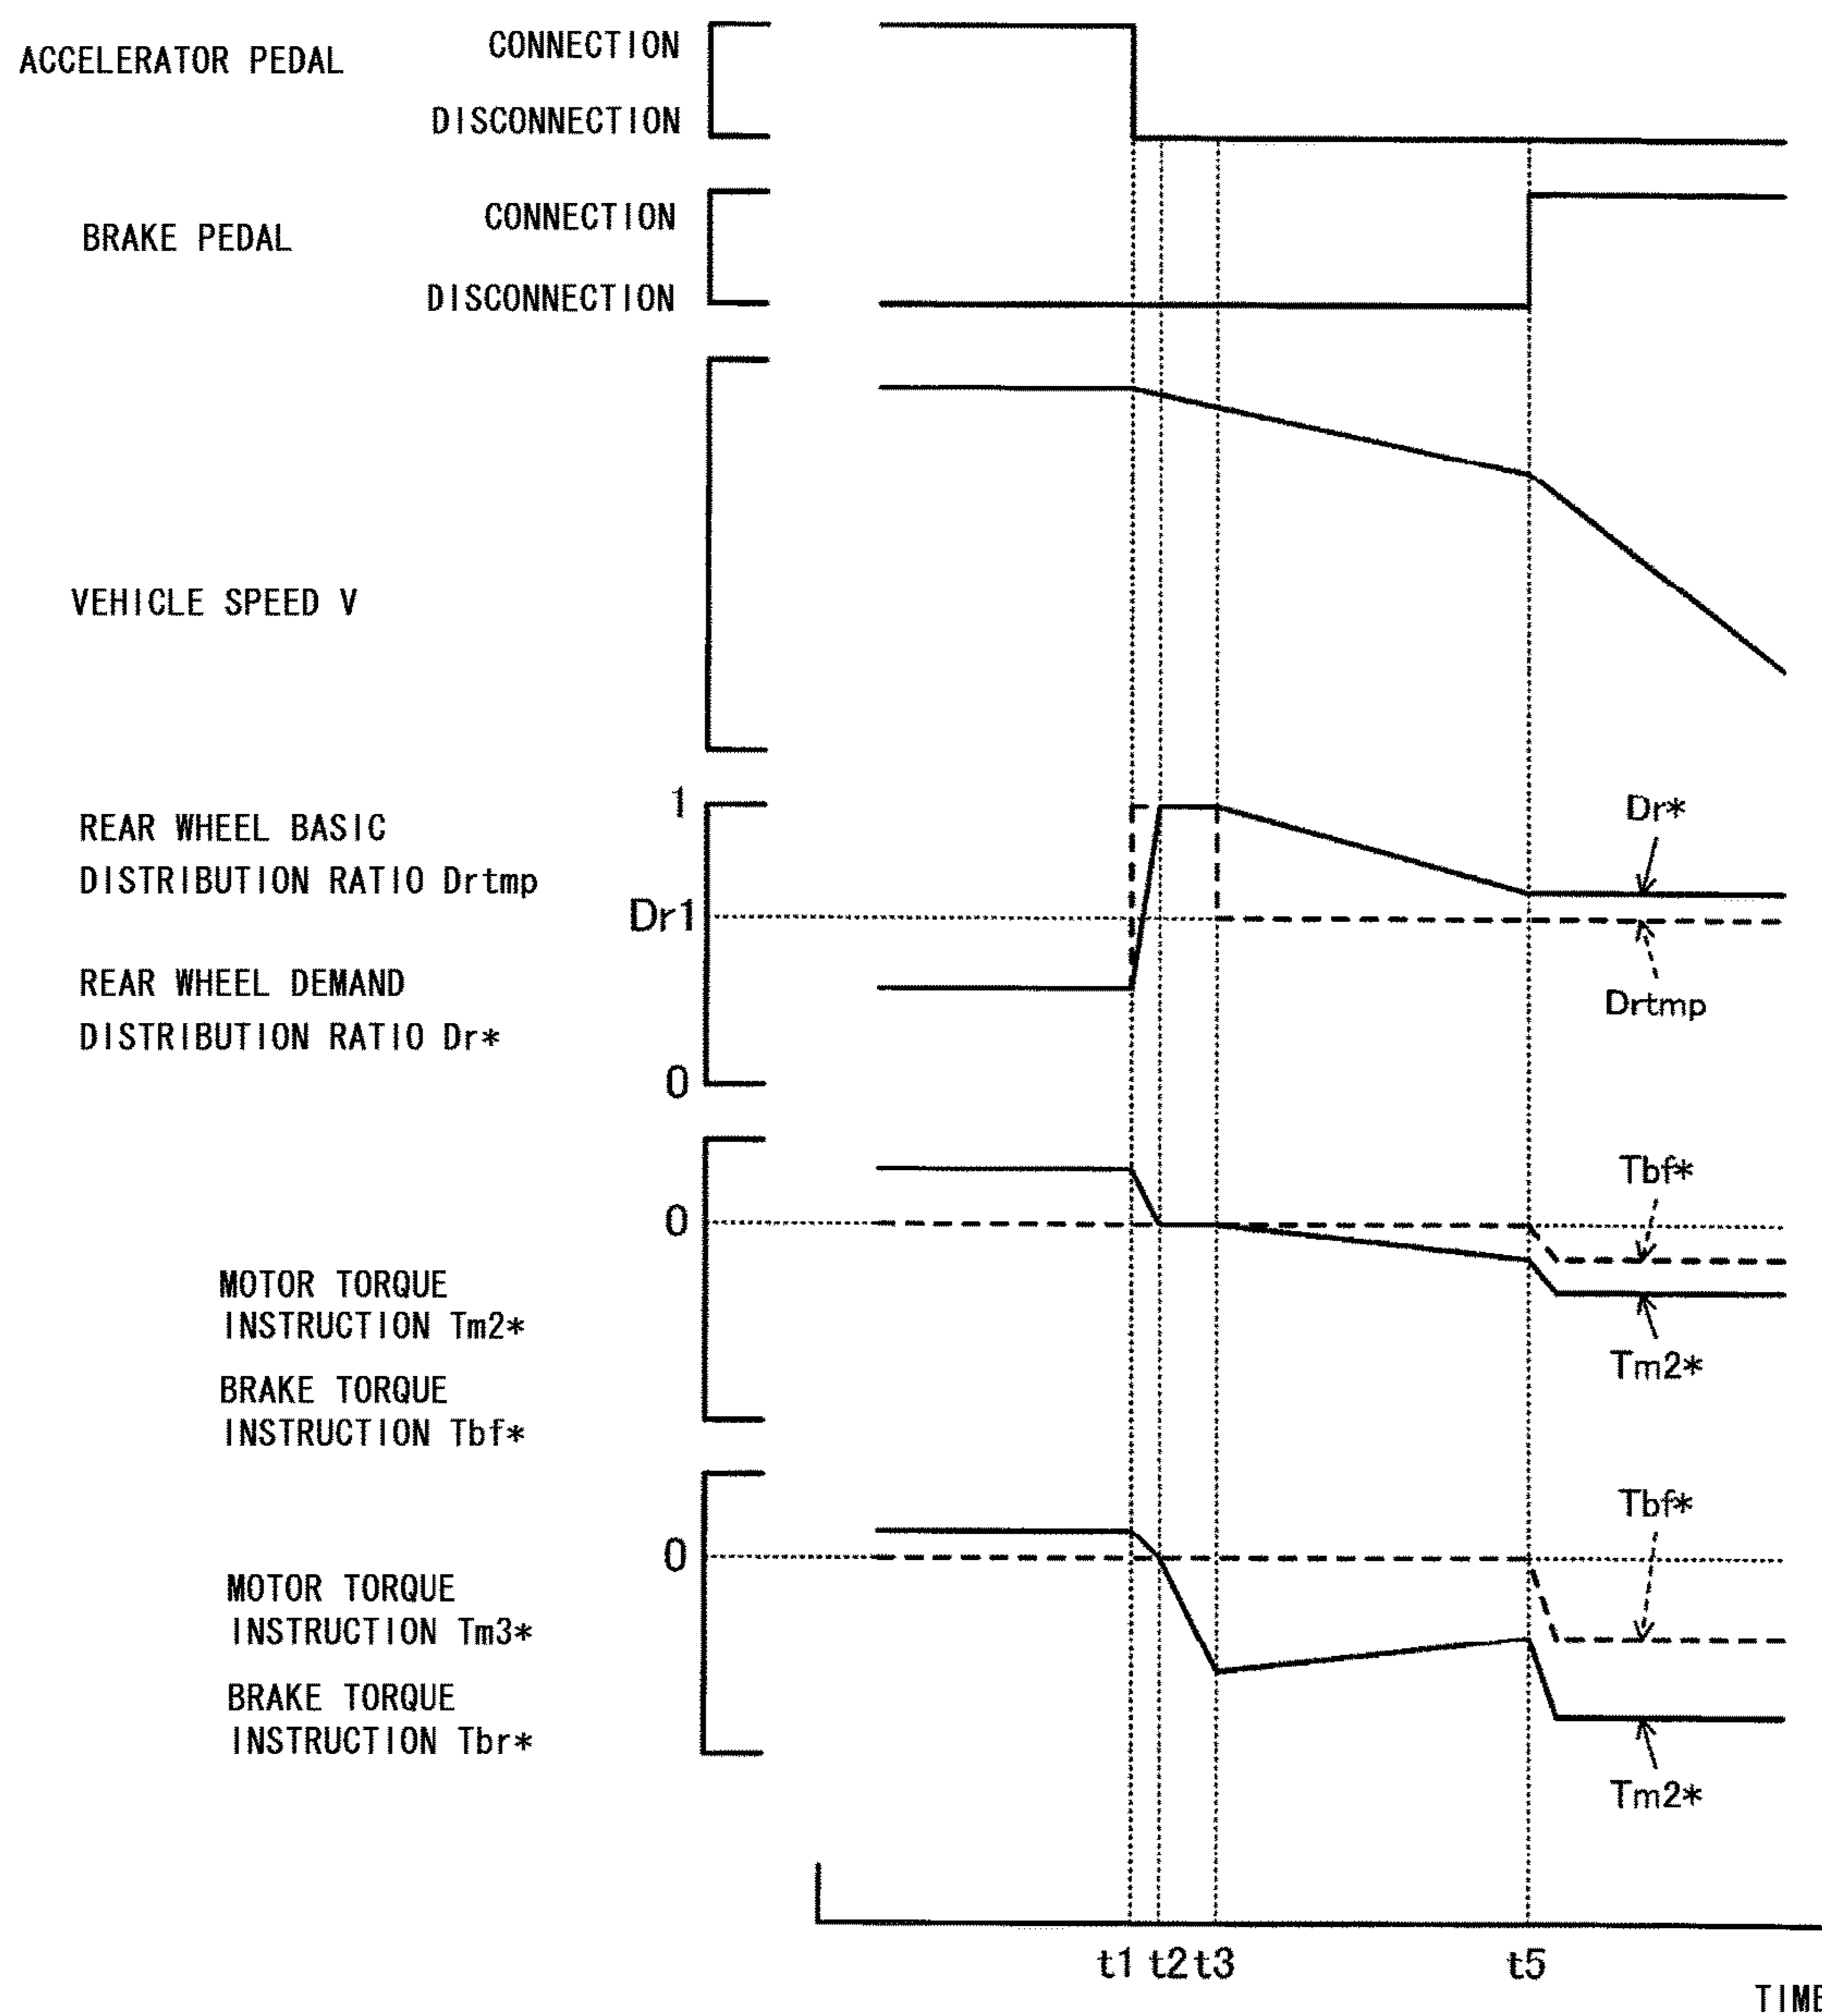 ACCELERATOR PEDAL
CONNECTION
DISCONNECTION
BRAKE PEDAL
CONNECTION
DISCONNECTION
VEHICLE SPEED V
REAR WHEEL BASIC
DISTRIBUTION RATIO Drtmp
REAR WHEEL DEMAND
DISTRIBUTION RATIO Dr*
1
Dr1
0
Dr*
Drtmp
MOTOR TORQUE
INSTRUCTION Tm2*
BRAKE TORQUE
INSTRUCTION Tbf*
0
Tbf*
Tm2*
MOTOR TORQUE
INSTRUCTION Tm3*
BRAKE TORQUE
INSTRUCTION Tbr*
0
Tbf*
Tm2*
t1 t2 t3 t5
TIME